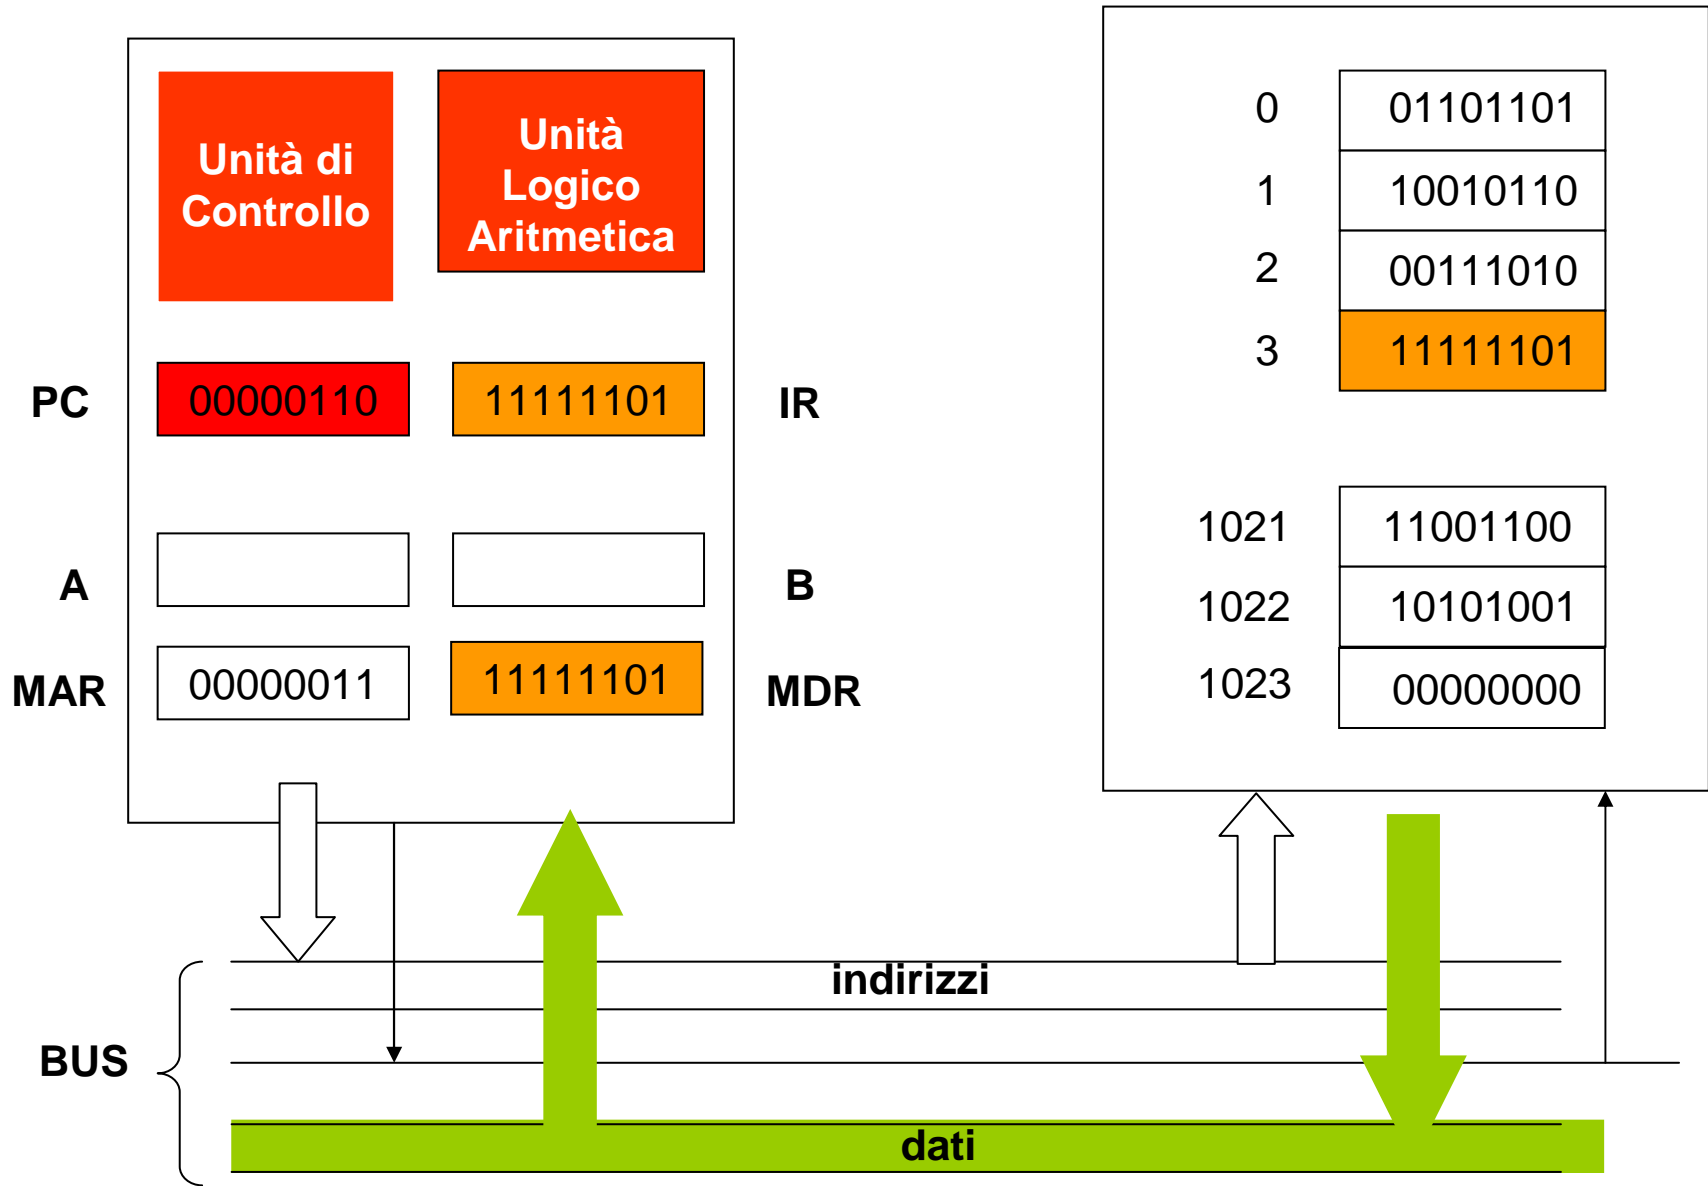 Unità di
Controllo
Unità
Logico
Aritmetica
PC
00000110
11111101
IR
A
B
MAR
00000011
11111101
MDR
0
01101101
1
10010110
2
00111010
3
11111101
1021
11001100
1022
10101001
1023
00000000
BUS
indirizzi
dati